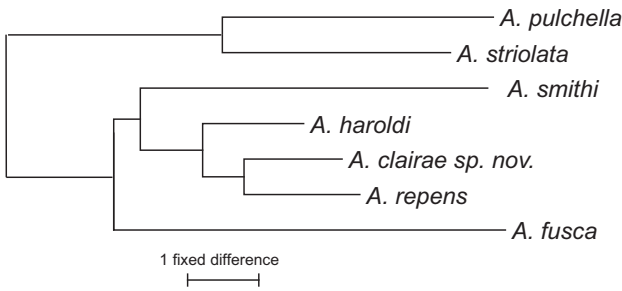 A. pulchella
A. striolata
A. smithi
A. haroldi
A. clairae sp. nov.
A. repens
A. fusca
1 fixed difference